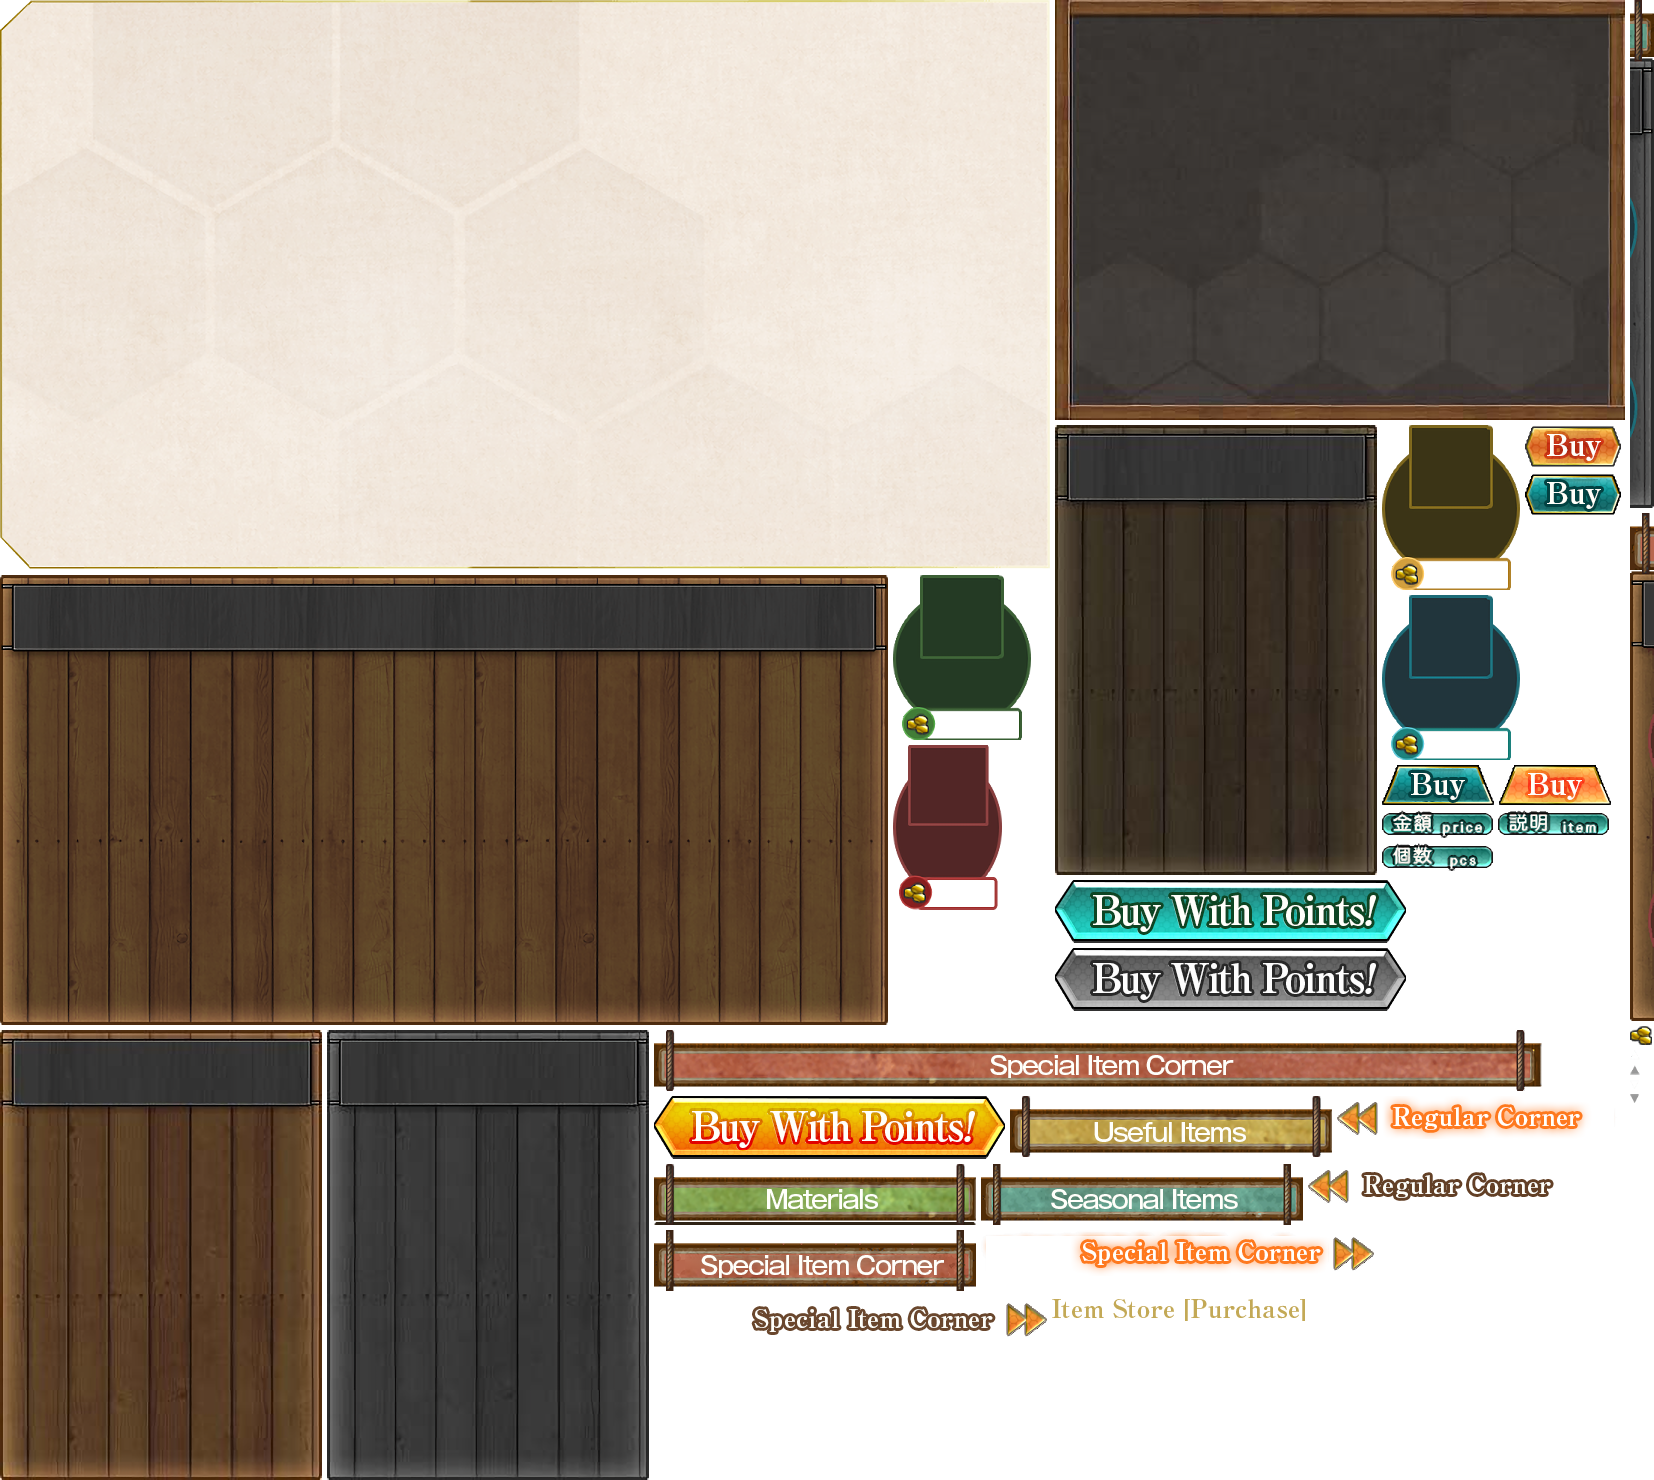 Buy
Buy
Buy
Buy
金額 price
説明 item
個数 pcs
Buy With Points!
Buy With Points!
Special Item Corner
Buy With Points!
Useful Items
Regular Corner
Materials
Seasonal Items
Regular Corner
Special Item Corner
Special Item Corner
Special Item Corner
Item Store [Purchase]